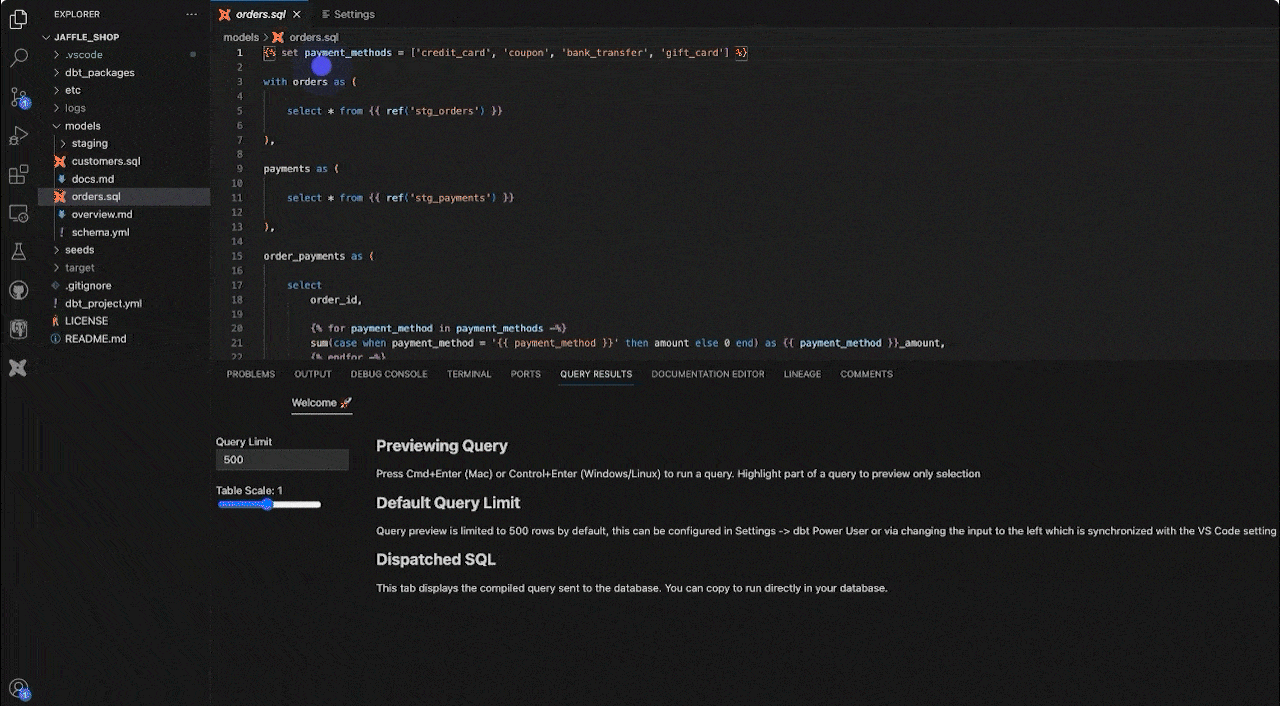 EXPLORER
JAFFLE_SHOP
.vscode
dbt_packages
etc
logs
models
staging
customers.sql
docs.md
orders.sql
overview.md
schema.yml
seeds
target
.gitignore
dbt_project.yml
LICENSE
README.md
1
1
orders.sql
Settings
models > orders.sql
1 {% set payment_methods = ['credit_card', 'coupon', 'bank_transfer', 'gift_card'] %}
2
3 with orders as (
4
5 select * from {{ ref('stg_orders') }}
6
7 ),
8
9 payments as (
10
11 select * from {{ ref('stg_payments') }}
12
13 ),
14
15 order_payments as (
16
17 select
18 order_id,
19
20 {% for payment_method in payment_methods -%}
21 sum(case when payment_method = '{{ payment_method }}' then amount else 0 end) as {{ payment_method }}_amount,
22 {% endfor -%}
PROBLEMS OUTPUT DEBUG CONSOLE TERMINAL PORTS QUERY RESULTS DOCUMENTATION EDITOR LINEAGE COMMENTS
Welcome 🚀
Query Limit
500
Table Scale: 1
Previewing Query
Press Cmd+Enter (Mac) or Control+Enter (Windows/Linux) to run a query. Highlight part of a query to preview only selection
Default Query Limit
Query preview is limited to 500 rows by default, this can be configured in Settings -> dbt Power User or via changing the input to the left which is synchronized with the VS Code setting
Dispatched SQL
This tab displays the compiled query sent to the database. You can copy to run directly in your database.